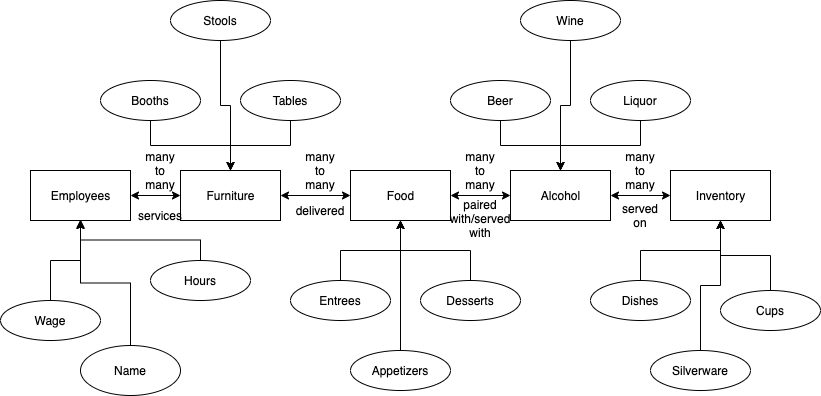 Stools
Wine
Booths
Tables
Beer
Liquor
many
to
many
many
to
many
many
to
many
many
to
many
Employees
Furniture
Food
Alcohol
Inventory
services
delivered
paired
with/served
with
served
on
Hours
Wage
Name
Entrees
Desserts
Appetizers
Dishes
Cups
Silverware